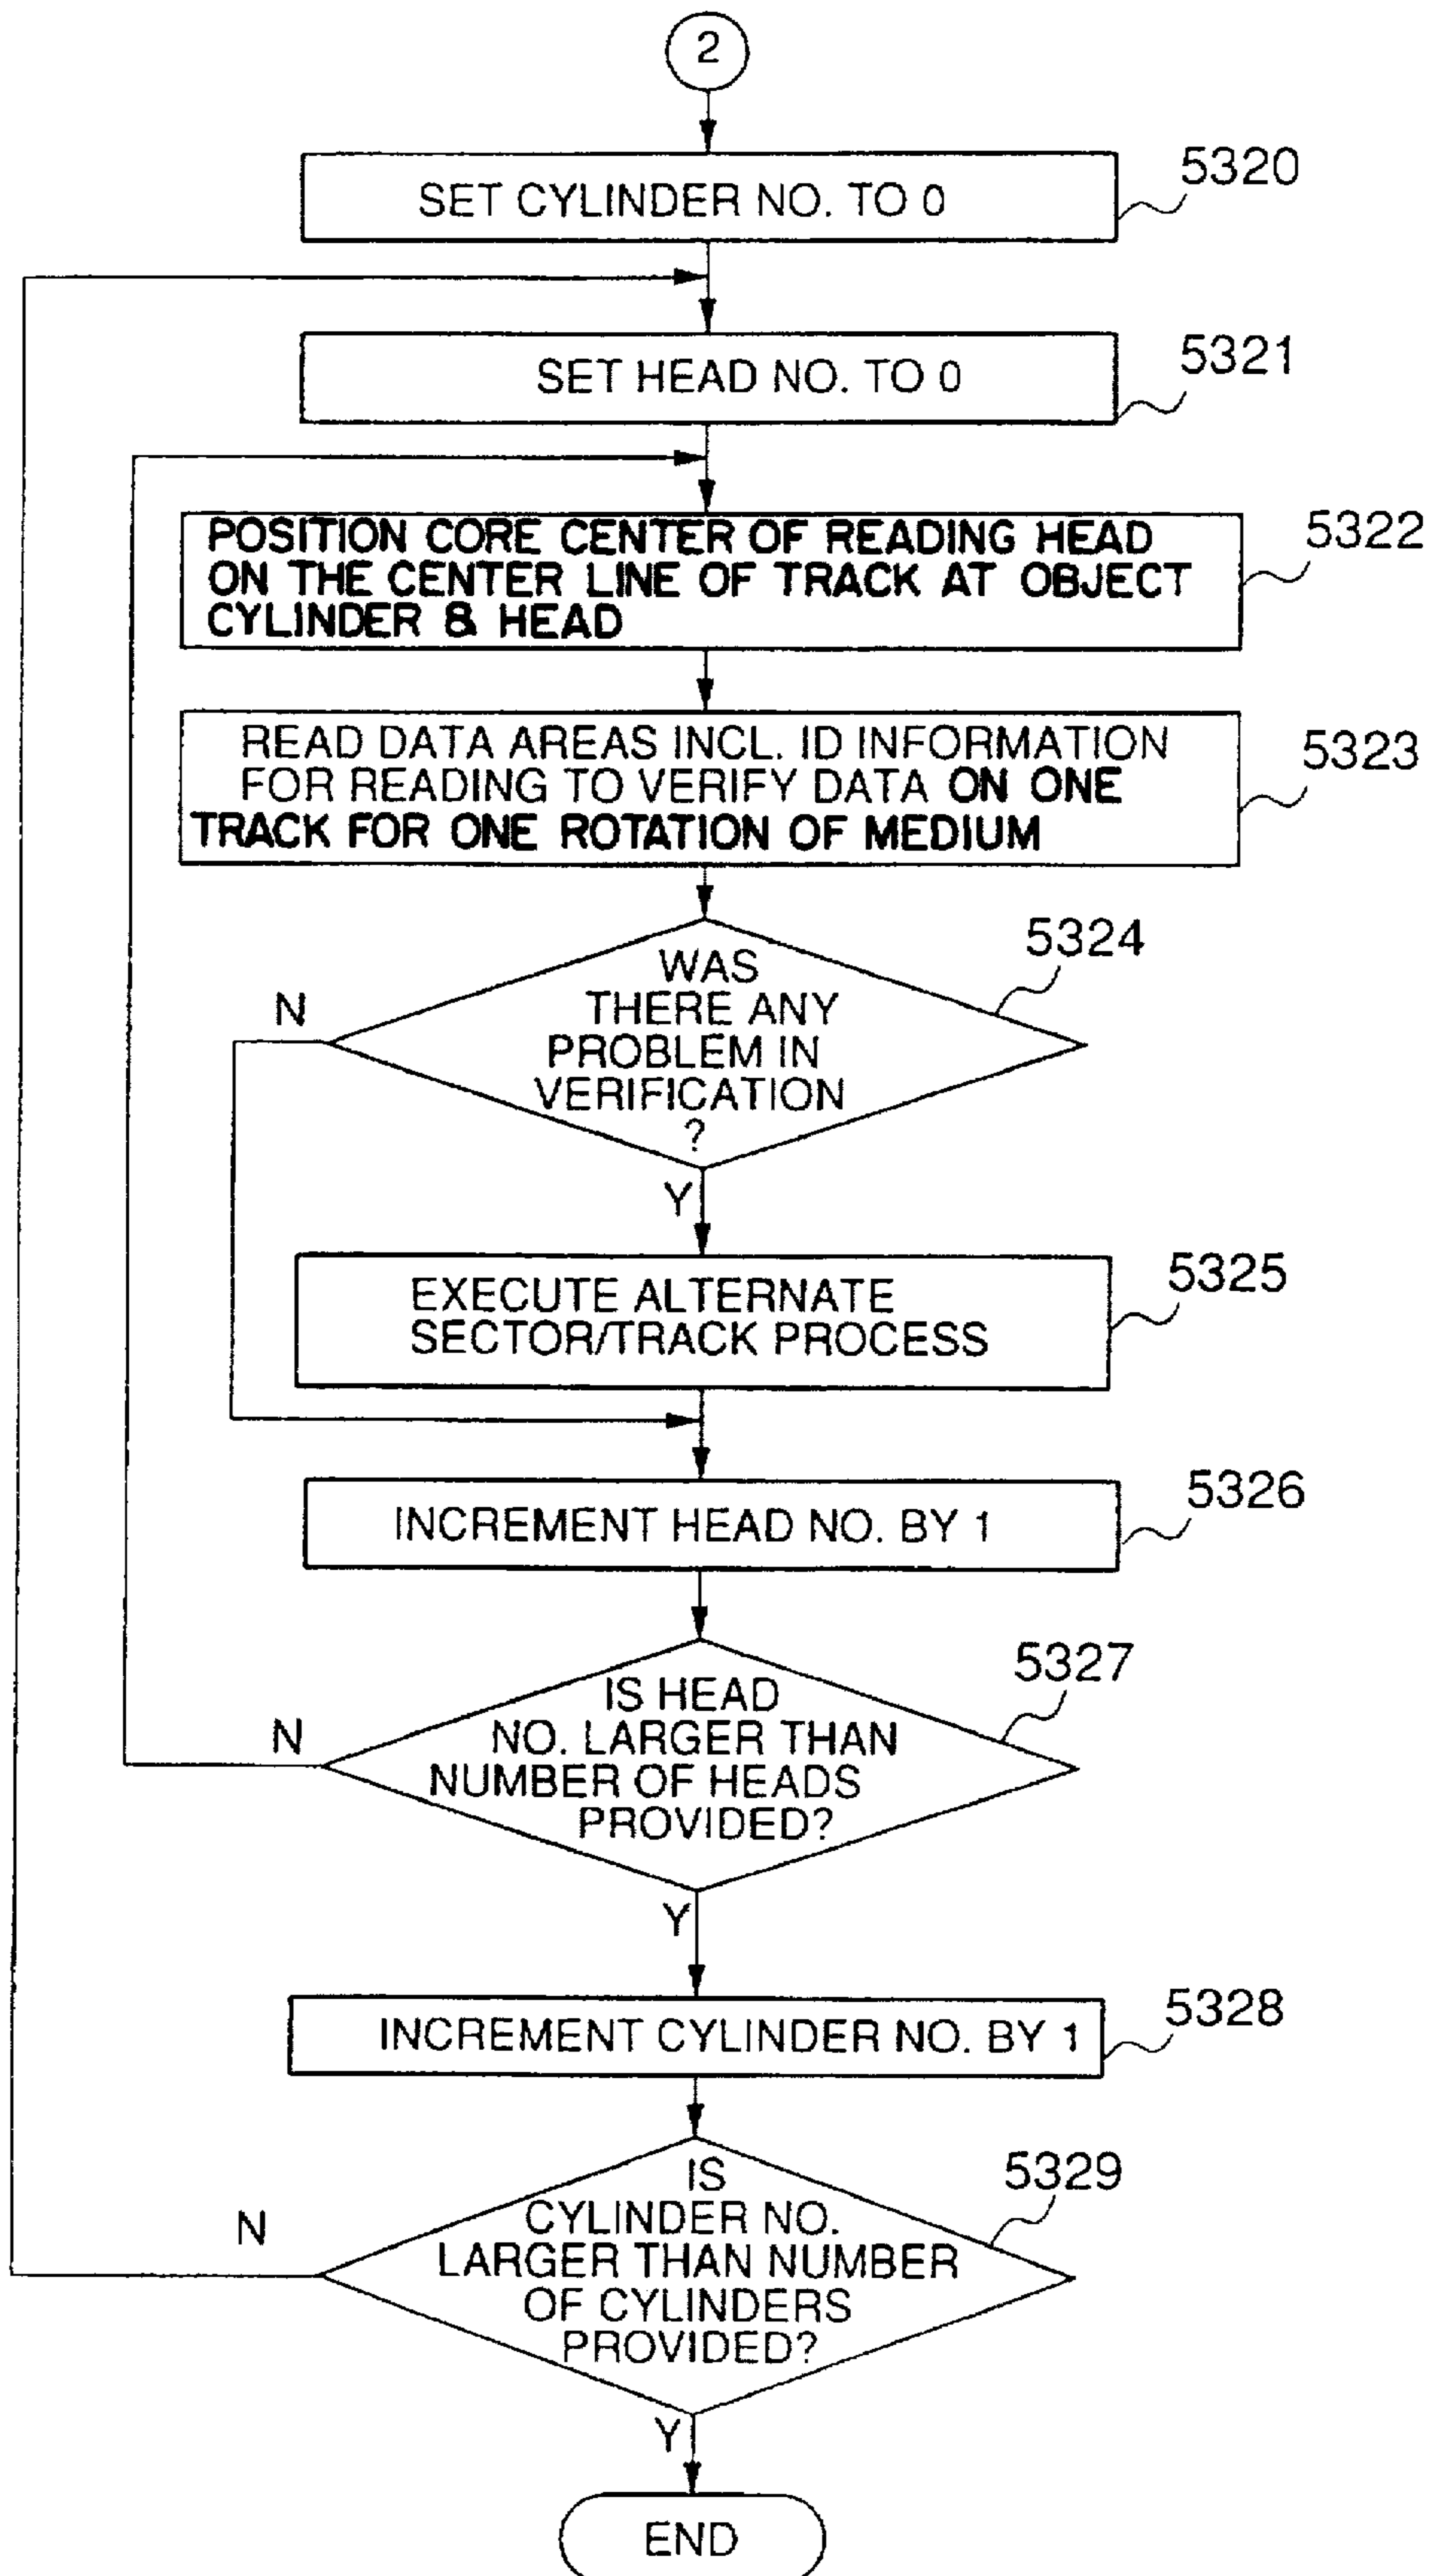 2
SET CYLINDER NO. TO 0
5320
SET HEAD NO. TO 0
5321
POSITION CORE CENTER OF READING HEAD
ON THE CENTER LINE OF TRACK AT OBJECT
CYLINDER & HEAD
5322
READ DATA AREAS INCL. ID INFORMATION
FOR READING TO VERIFY DATA ON ONE
TRACK FOR ONE ROTATION OF MEDIUM
5323
WAS
THERE ANY
PROBLEM IN
VERIFICATION
?
5324
N
Y
EXECUTE ALTERNATE
SECTOR/TRACK PROCESS
5325
INCREMENT HEAD NO. BY 1
5326
IS HEAD
NO. LARGER THAN
NUMBER OF HEADS
PROVIDED?
5327
N
Y
INCREMENT CYLINDER NO. BY 1
5328
IS
CYLINDER NO.
LARGER THAN NUMBER
OF CYLINDERS
PROVIDED?
5329
N
Y
END